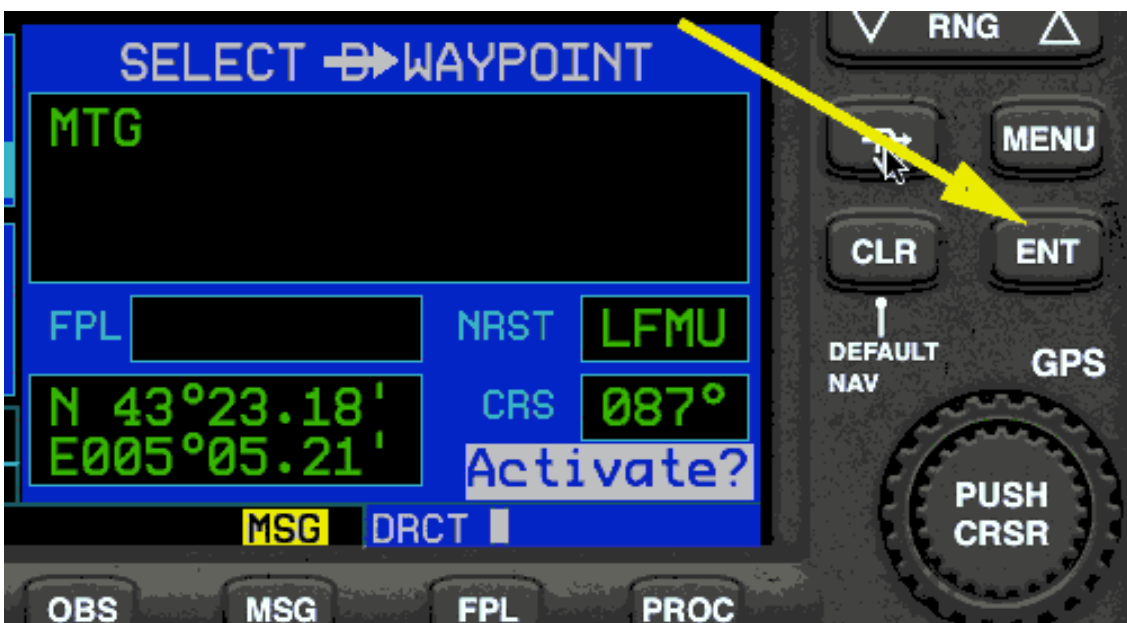 SELECT D WAYPOINT
MTG
FPL
NRST LFMU
N 43°23.18'
E005°05.21'
CRS 087°
Activate?
MSG DRCT
RNG
D
MENU
CLR
ENT
DEFAULT
NAV
GPS
PUSH
CRSR
OBS MSG FPL PROC